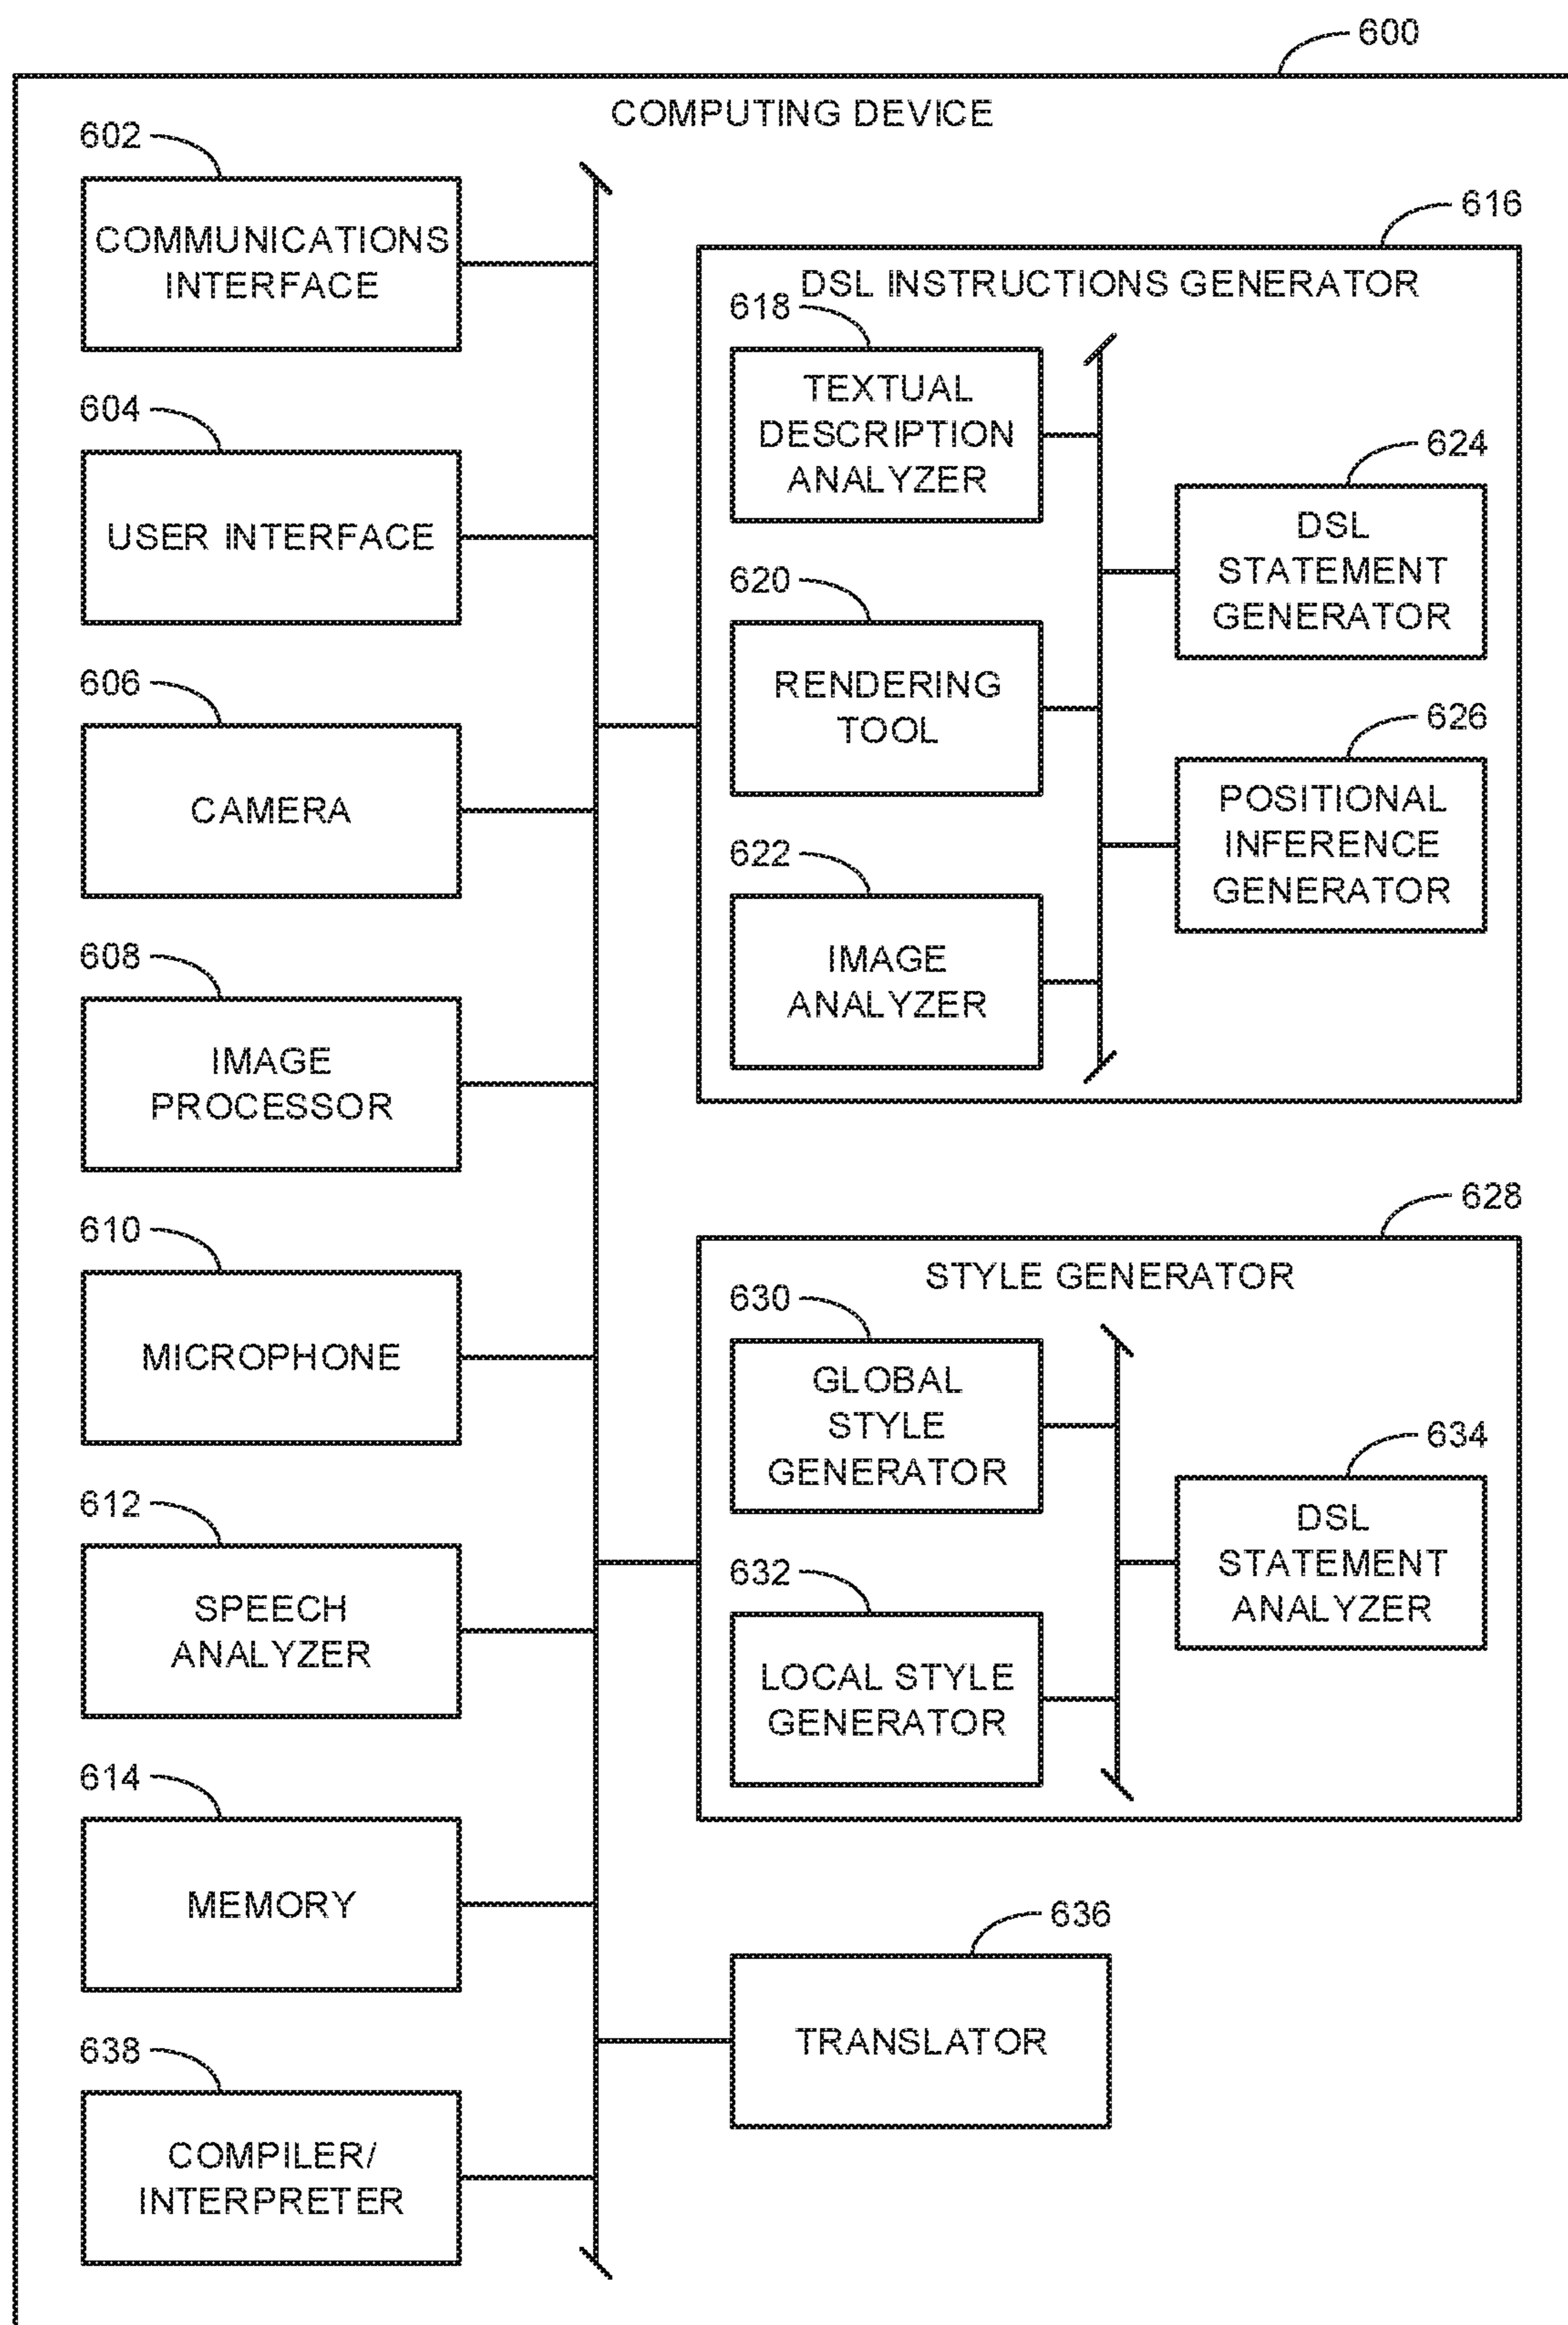 600
COMPUTING DEVICE
602
COMMUNICATIONS
INTERFACE
604
USER INTERFACE
606
CAMERA
608
IMAGE
PROCESSOR
610
MICROPHONE
612
SPEECH
ANALYZER
614
MEMORY
638
COMPILER/
INTERPRETER
616
DSL INSTRUCTIONS GENERATOR
618
TEXTUAL
DESCRIPTION
ANALYZER
620
RENDERING
TOOL
622
IMAGE
ANALYZER
624
DSL
STATEMENT
GENERATOR
626
POSITIONAL
INFERENCE
GENERATOR
628
STYLE GENERATOR
630
GLOBAL
STYLE
GENERATOR
632
LOCAL STYLE
GENERATOR
634
DSL
STATEMENT
ANALYZER
636
TRANSLATOR